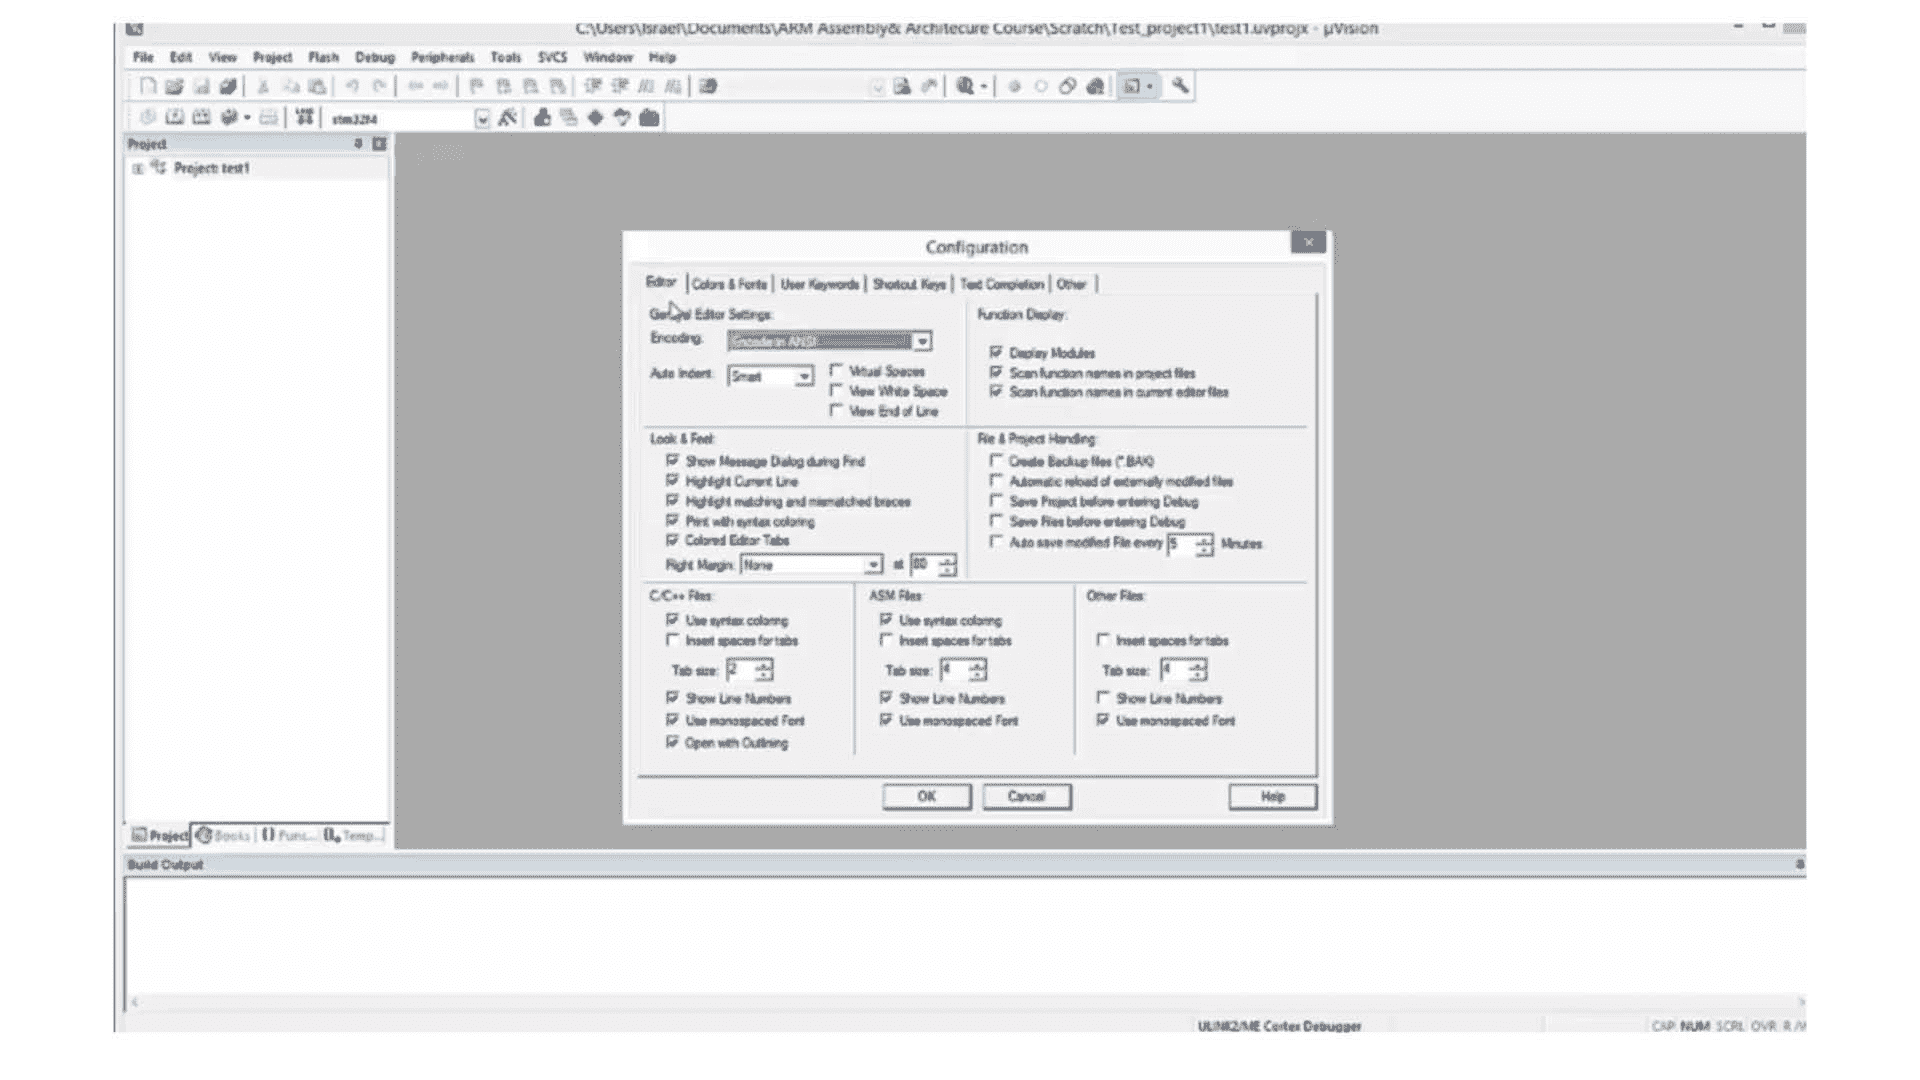 C:\Users\Israel\Documents\ARM Assembly& Architecure Course\Scratch\Test_project1\test1.uvprojx - µVision
File Edit View Project Flash Debug Peripherals Tools SVCS Window Help
stm32f4
Project
Project: test1
Configuration
Editor Colors & Fonts User Keywords Shortcut Keys Text Completion Other
General Editor Settings: Function Display:
Encoding: Encode in ANSI
Display Modules
Auto Indent: Smart Virtual Spaces Scan function names in project files
View White Space Scan function names in current editor files
View End of Line
Look & Feel: File & Project Handling:
Show Message Dialog during Find Create Backup files (*.BAK)
Highlight Current Line Automatic reload of externally modified files
Highlight matching and mismatched braces Save Project before entering Debug
Print with syntax coloring Save Files before entering Debug
Colored Editor Tabs Auto save modified File every 5 Minutes
Right Margin: None at 80
C/C++ Files: ASM Files: Other Files:
Use syntax coloring Use syntax coloring
Insert spaces for tabs Insert spaces for tabs Insert spaces for tabs
Tab size: 2 Tab size: 4 Tab size: 4
Show Line Numbers Show Line Numbers Show Line Numbers
Use monospaced Font Use monospaced Font Use monospaced Font
Open with Outlining
OK Cancel Help
Project Books {} Func... Temp...
Build Output
ULINK2/ME Cortex Debugger CAP NUM SCRL OVR R /W